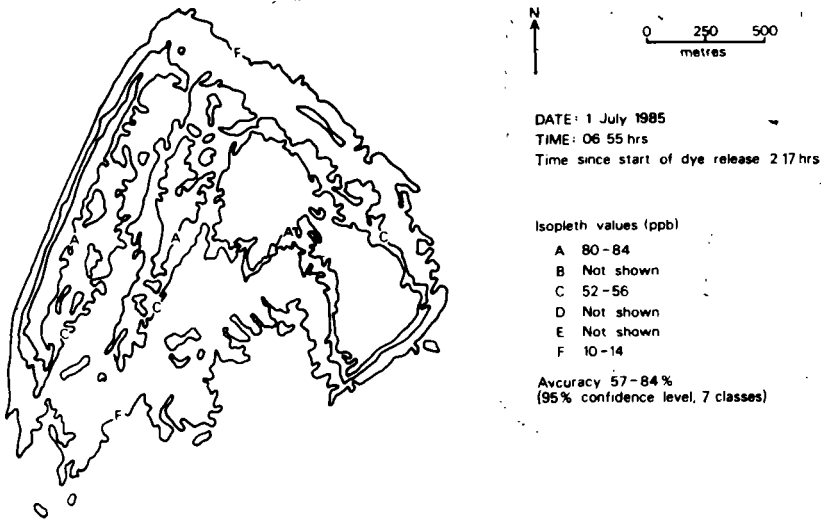 N
0 250 500
metres
DATE: 1 July 1985
TIME: 06 55 hrs
Time since start of dye release 2 17 hrs
Isopleth values (ppb)
A 80-84
B Not shown
C 52-56
D Not shown
E Not shown
F 10-14
Avcuracy 57-84%
(95% confidence level, 7 classes)
F
A
A
A
C
C
C
F